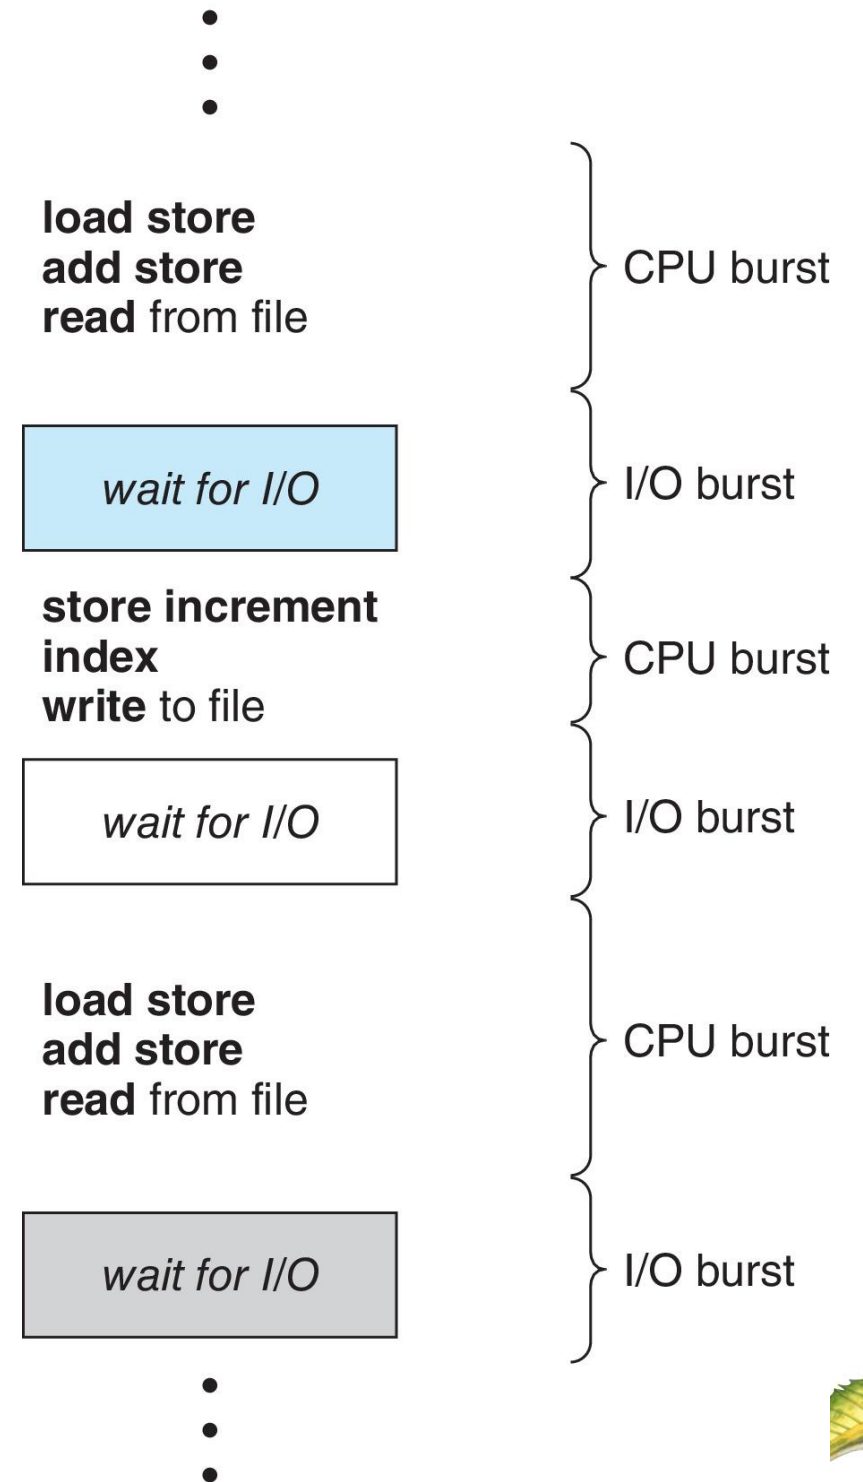 load store
add store
read from file
CPU burst
wait for I/O
I/O burst
store increment
index
write to file
CPU burst
wait for I/O
I/O burst
load store
add store
read from file
CPU burst
wait for I/O
I/O burst